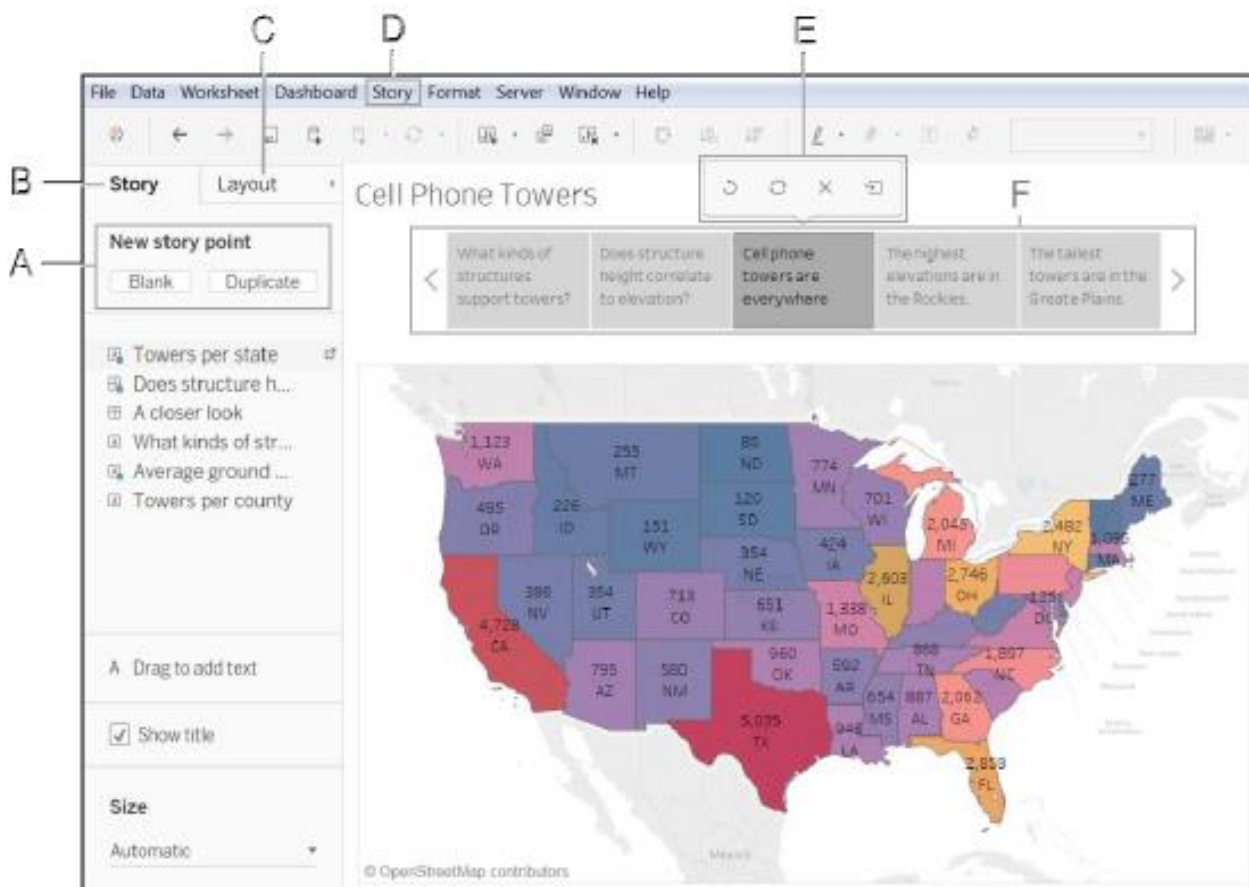 C
D
E
File Data Worksheet Dashboard Story Format Server Window Help
B
Story
Layout
Cell Phone Towers
F
A
New story point
Blank
Duplicate
What kinds of
structures
support towers?
Does structure
height correlate
to elevation?
Cell phone
towers are
everywhere
The highest
elevations are in
the Rockies.
The tallest
towers are in the
Greate Plains.
Towers per state
Does structure h...
A closer look
What kinds of str...
Average ground ...
Towers per county
A Drag to add text
Show title
Size
Automatic
1,123
WA
255
MT
85
ND
774
MN
277
ME
495
OR
226
ID
120
SD
701
WI
2,045
MI
2,482
NY
MA
151
WY
424
IA
354
NE
2,603
IL
2,746
OH
NV
354
UT
713
CO
651
KS
1,338
MO
4,728
CA
868
TN
1,897
NC
795
AZ
580
NM
960
OK
592
AR
654
MS
887
AL
2,062
GA
5,035
TX
LA
FL
Mexico
© OpenStreetMap contributors